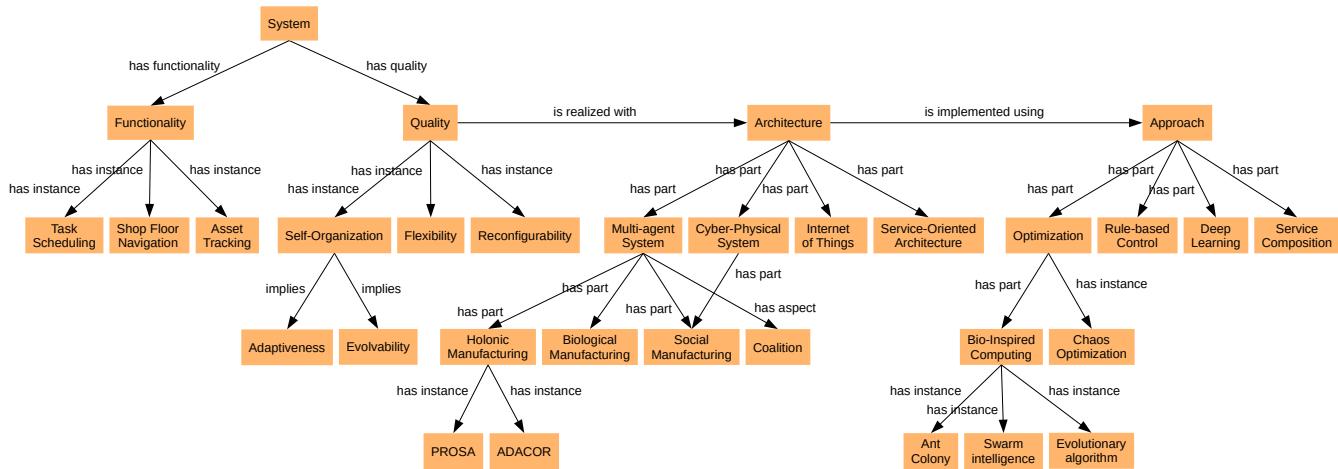 System
has functionality
has quality
Functionality
Quality
is realized with
Architecture
is implemented using
Approach
has instance
has instance
has instance
has instance
has instance
has instance
has part
has part
has part
has part
has part
has part
has part
has part
Task
Scheduling
Shop Floor
Navigation
Asset
Tracking
Self-Organization
Flexibility
Reconfigurability
Multi-agent
System
Cyber-Physical
System
Internet
of Things
Service-Oriented
Architecture
Optimization
Rule-based
Control
Deep
Learning
Service
Composition
implies
implies
has part
has part
has part
has part
has aspect
has part
has instance
Adaptiveness
Evolvability
Holonic
Manufacturing
Biological
Manufacturing
Social
Manufacturing
Coalition
Bio-Inspired
Computing
Chaos
Optimization
has instance
has instance
has instance
has instance
has instance
PROSA
ADACOR
Ant
Colony
Swarm
intelligence
Evolutionary
algorithm